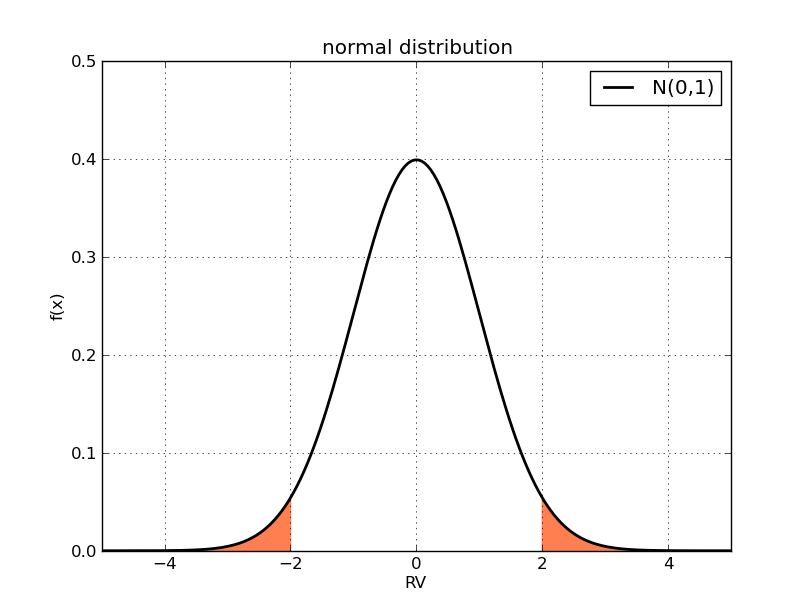 normal distribution
N(0,1)
0.5
0.4
0.3
0.2
0.1
0.0
f(x)
−4 −2 0 2 4
RV